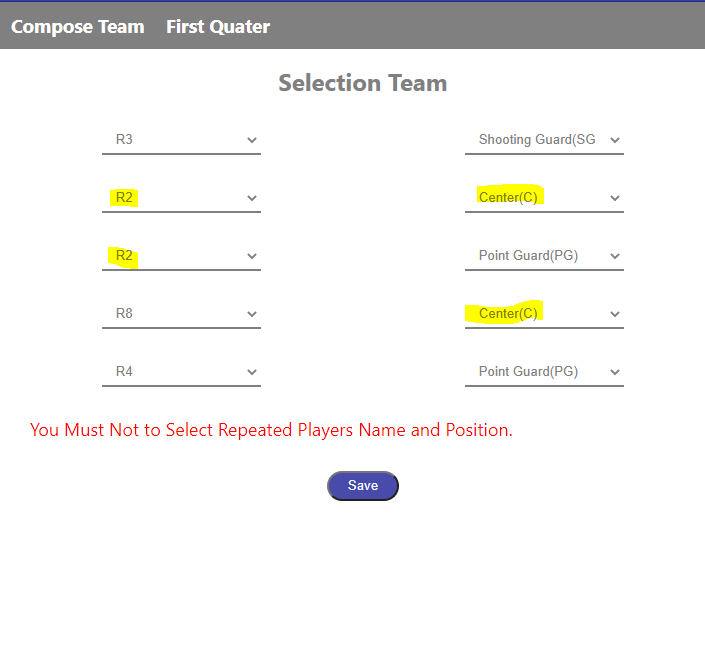 Compose Team First Quater
Selection Team
R3 Shooting Guard(SG
R2 Center(C)
R2 Point Guard(PG)
R8 Center(C)
R4 Point Guard(PG)
You Must Not to Select Repeated Players Name and Position.
Save